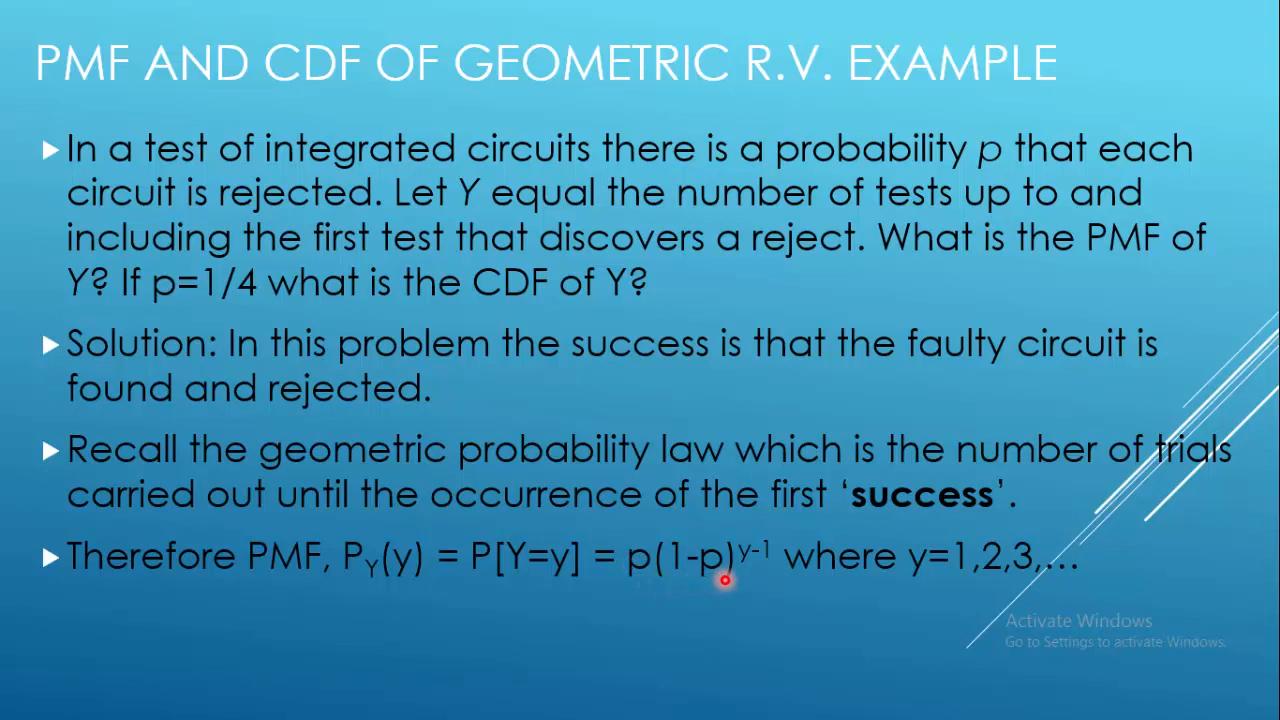 PMF AND CDF OF GEOMETRIC R.V. EXAMPLE
In a test of integrated circuits there is a probability p that each
circuit is rejected. Let Y equal the number of tests up to and
including the first test that discovers a reject. What is the PMF of
Y? If p=1/4 what is the CDF of Y?
Solution: In this problem the success is that the faulty circuit is
found and rejected.
Recall the geometric probability law which is the number of trials
carried out until the occurrence of the first ‘success’.
Therefore PMF, P_Y(y) = P[Y=y] = p(1-p)^{y-1} where y=1,2,3,…
Activate Windows
Go to Settings to activate Windows.